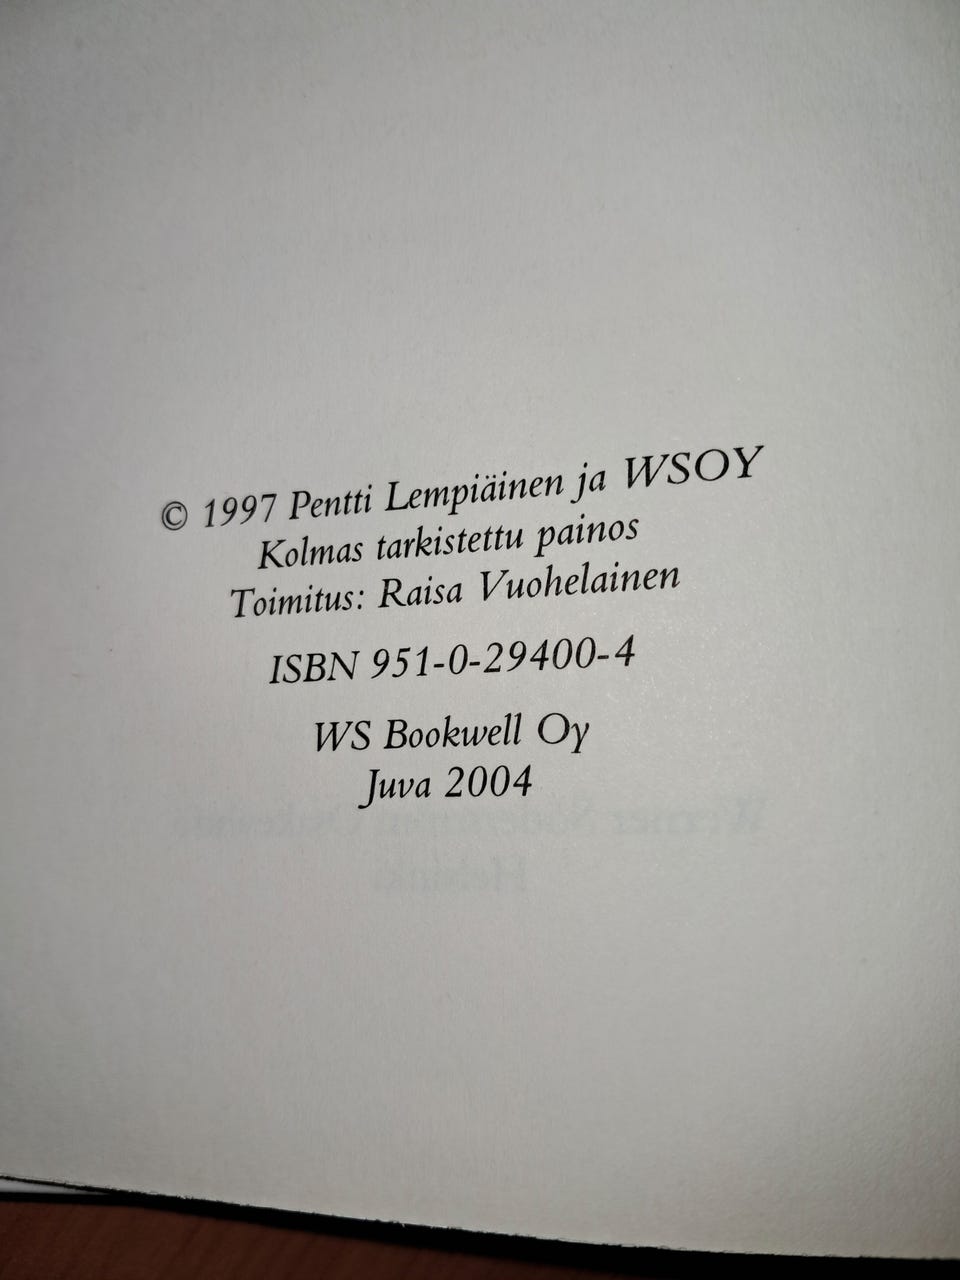 © 1997 Pentti Lempiäinen ja WSOY
Kolmas tarkistettu painos
Toimitus: Raisa Vuohelainen
ISBN 951-0-29400-4
WS Bookwell Oy
Juva 2004